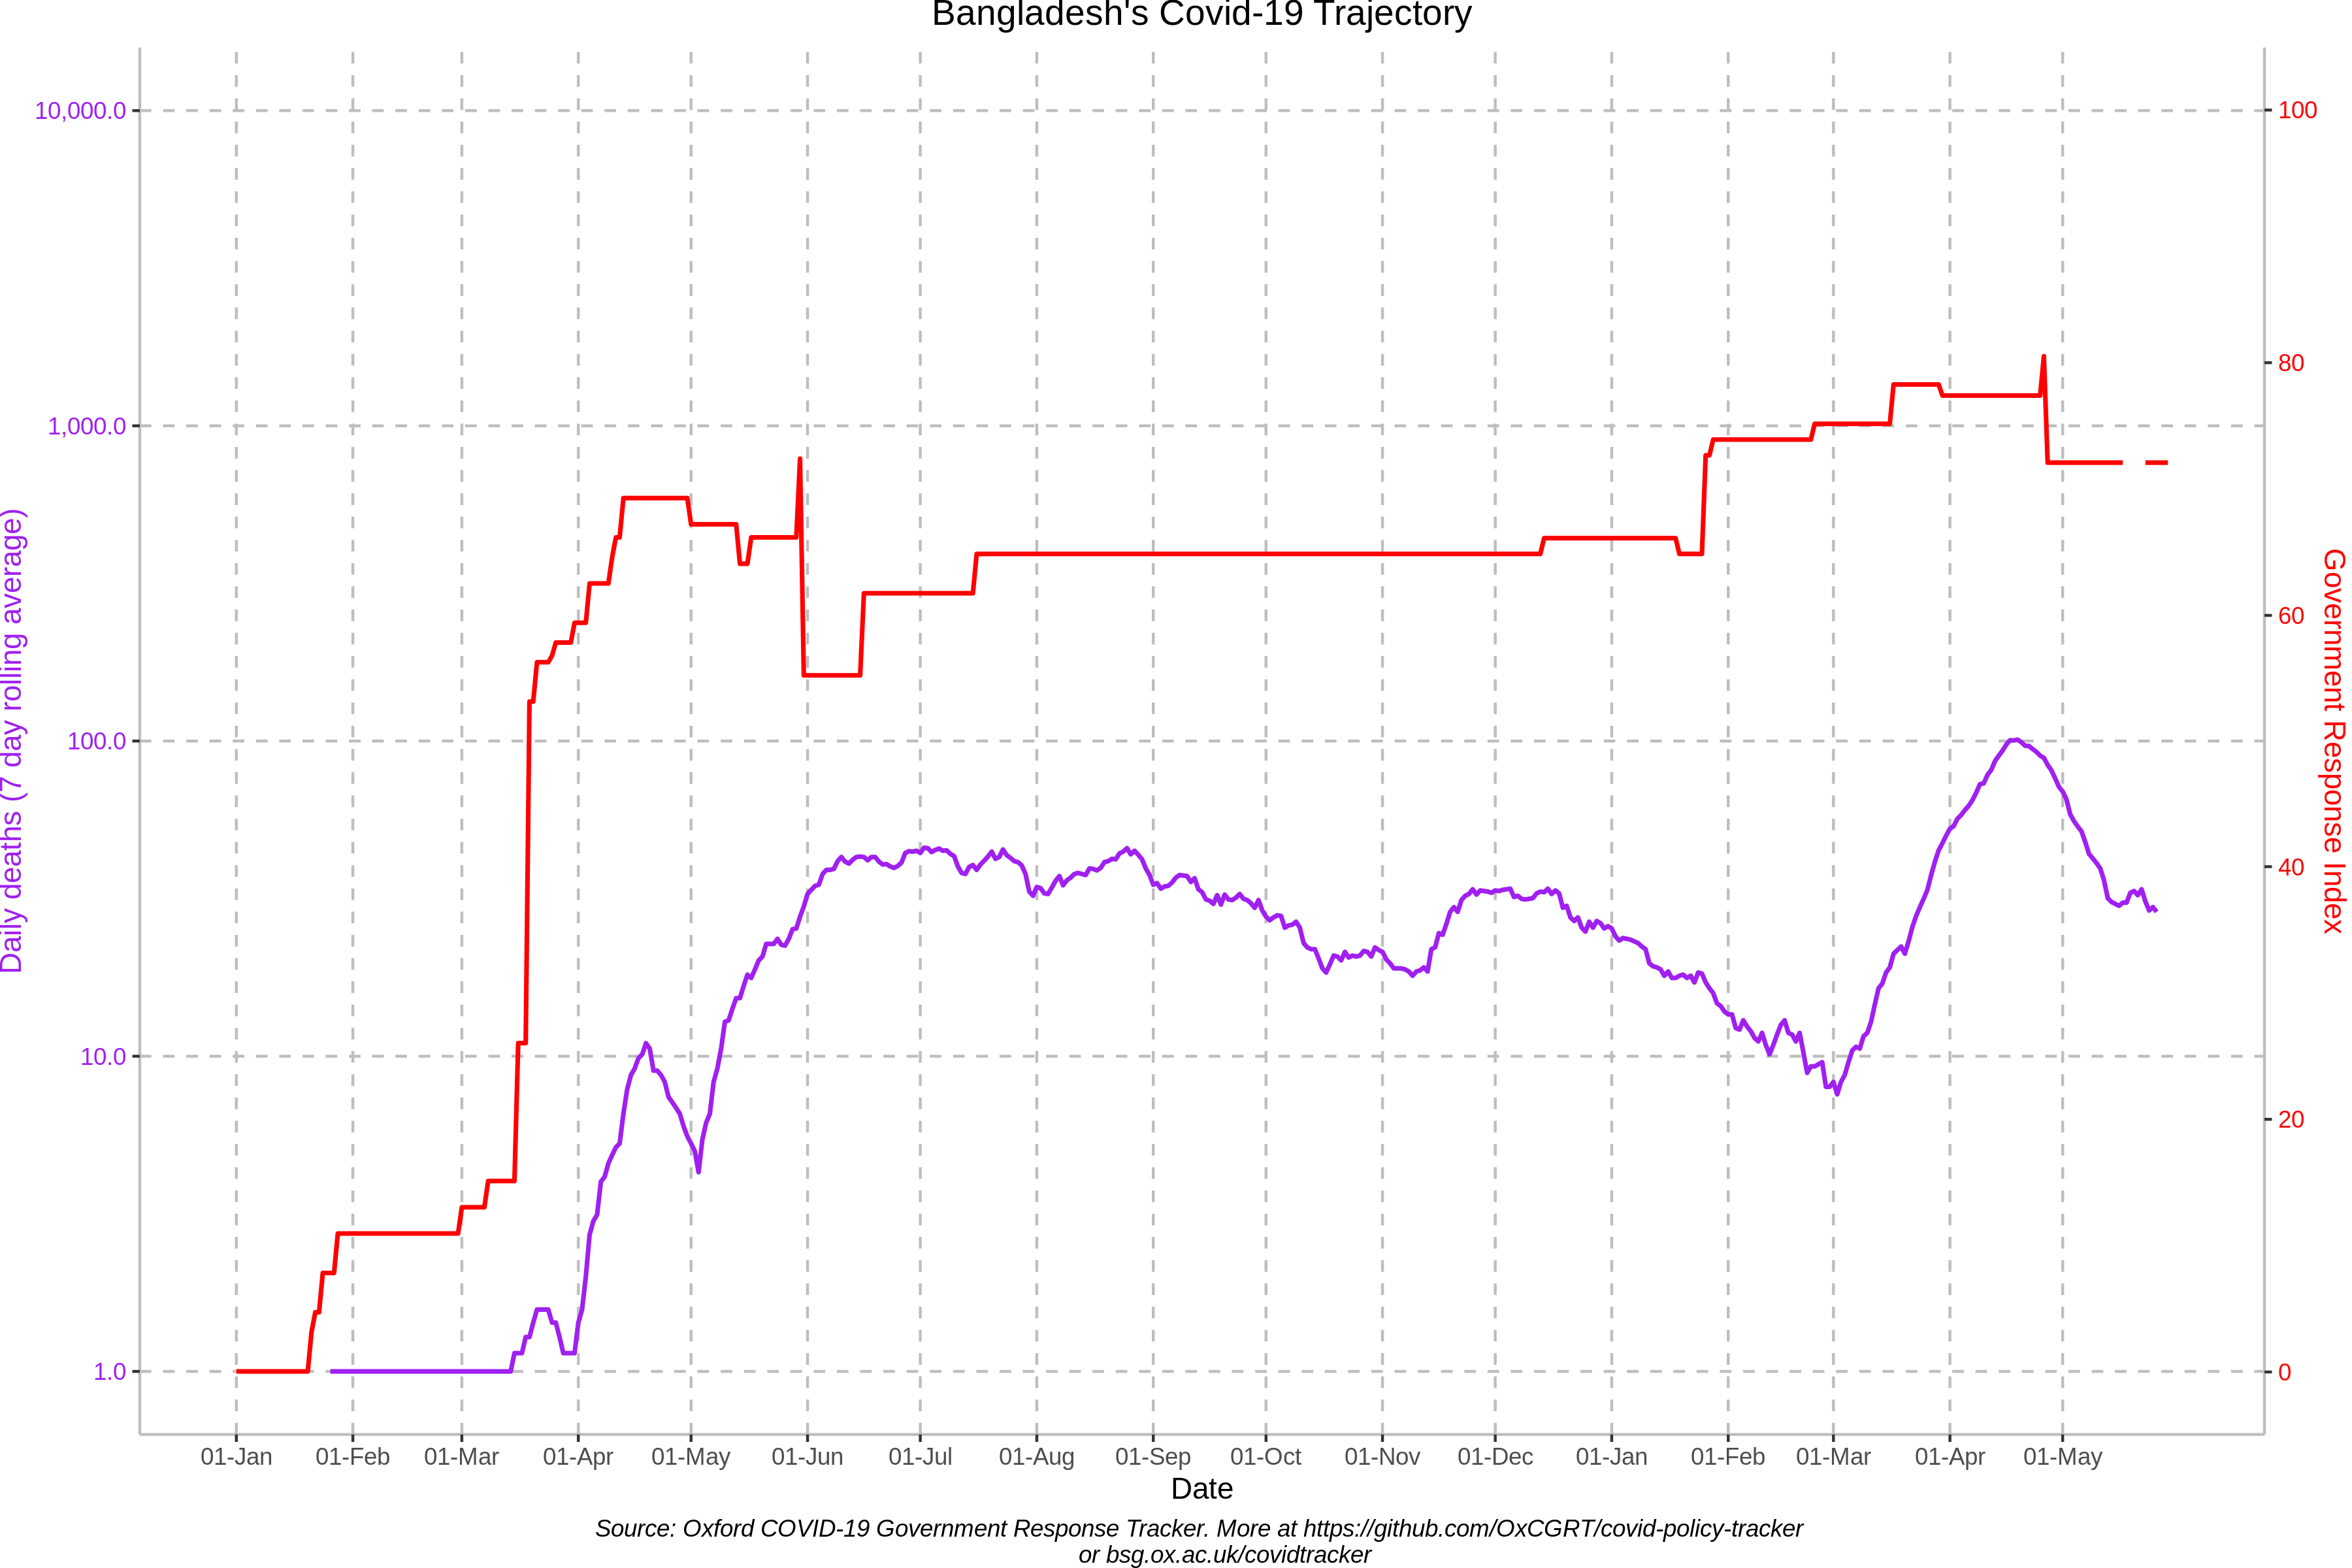 Bangladesh's Covid-19 Trajectory
10,000.0
1,000.0
100.0
10.0
1.0
Daily deaths (7 day rolling average)
100
80
60
40
20
0
Government Response Index
01-Jan 01-Feb 01-Mar 01-Apr 01-May 01-Jun 01-Jul 01-Aug 01-Sep 01-Oct 01-Nov 01-Dec 01-Jan 01-Feb 01-Mar 01-Apr 01-May
Date
Source: Oxford COVID-19 Government Response Tracker. More at https://github.com/OxCGRT/covid-policy-tracker
or bsg.ox.ac.uk/covidtracker